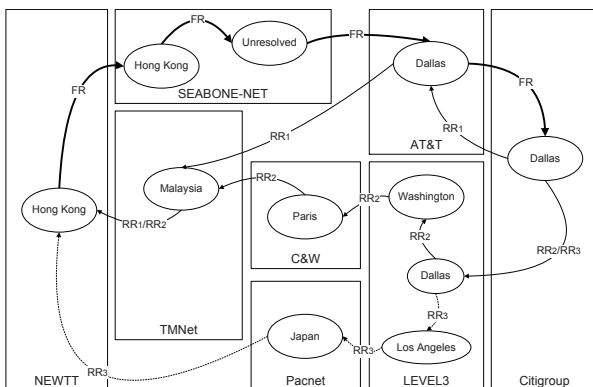 FR
FR
FR
Unresolved
Hong Kong
Dallas
FR
SEABONE-NET
FR
RR1
RR1
AT&T
Dallas
Malaysia
RR2
RR2
Washington
Hong Kong
RR1/RR2
Paris
RR2
RR2/RR3
C&W
Dallas
RR3
TMNet
Japan
RR3
Los Angeles
RR3
NEWTT
Pacnet
LEVEL3
Citigroup